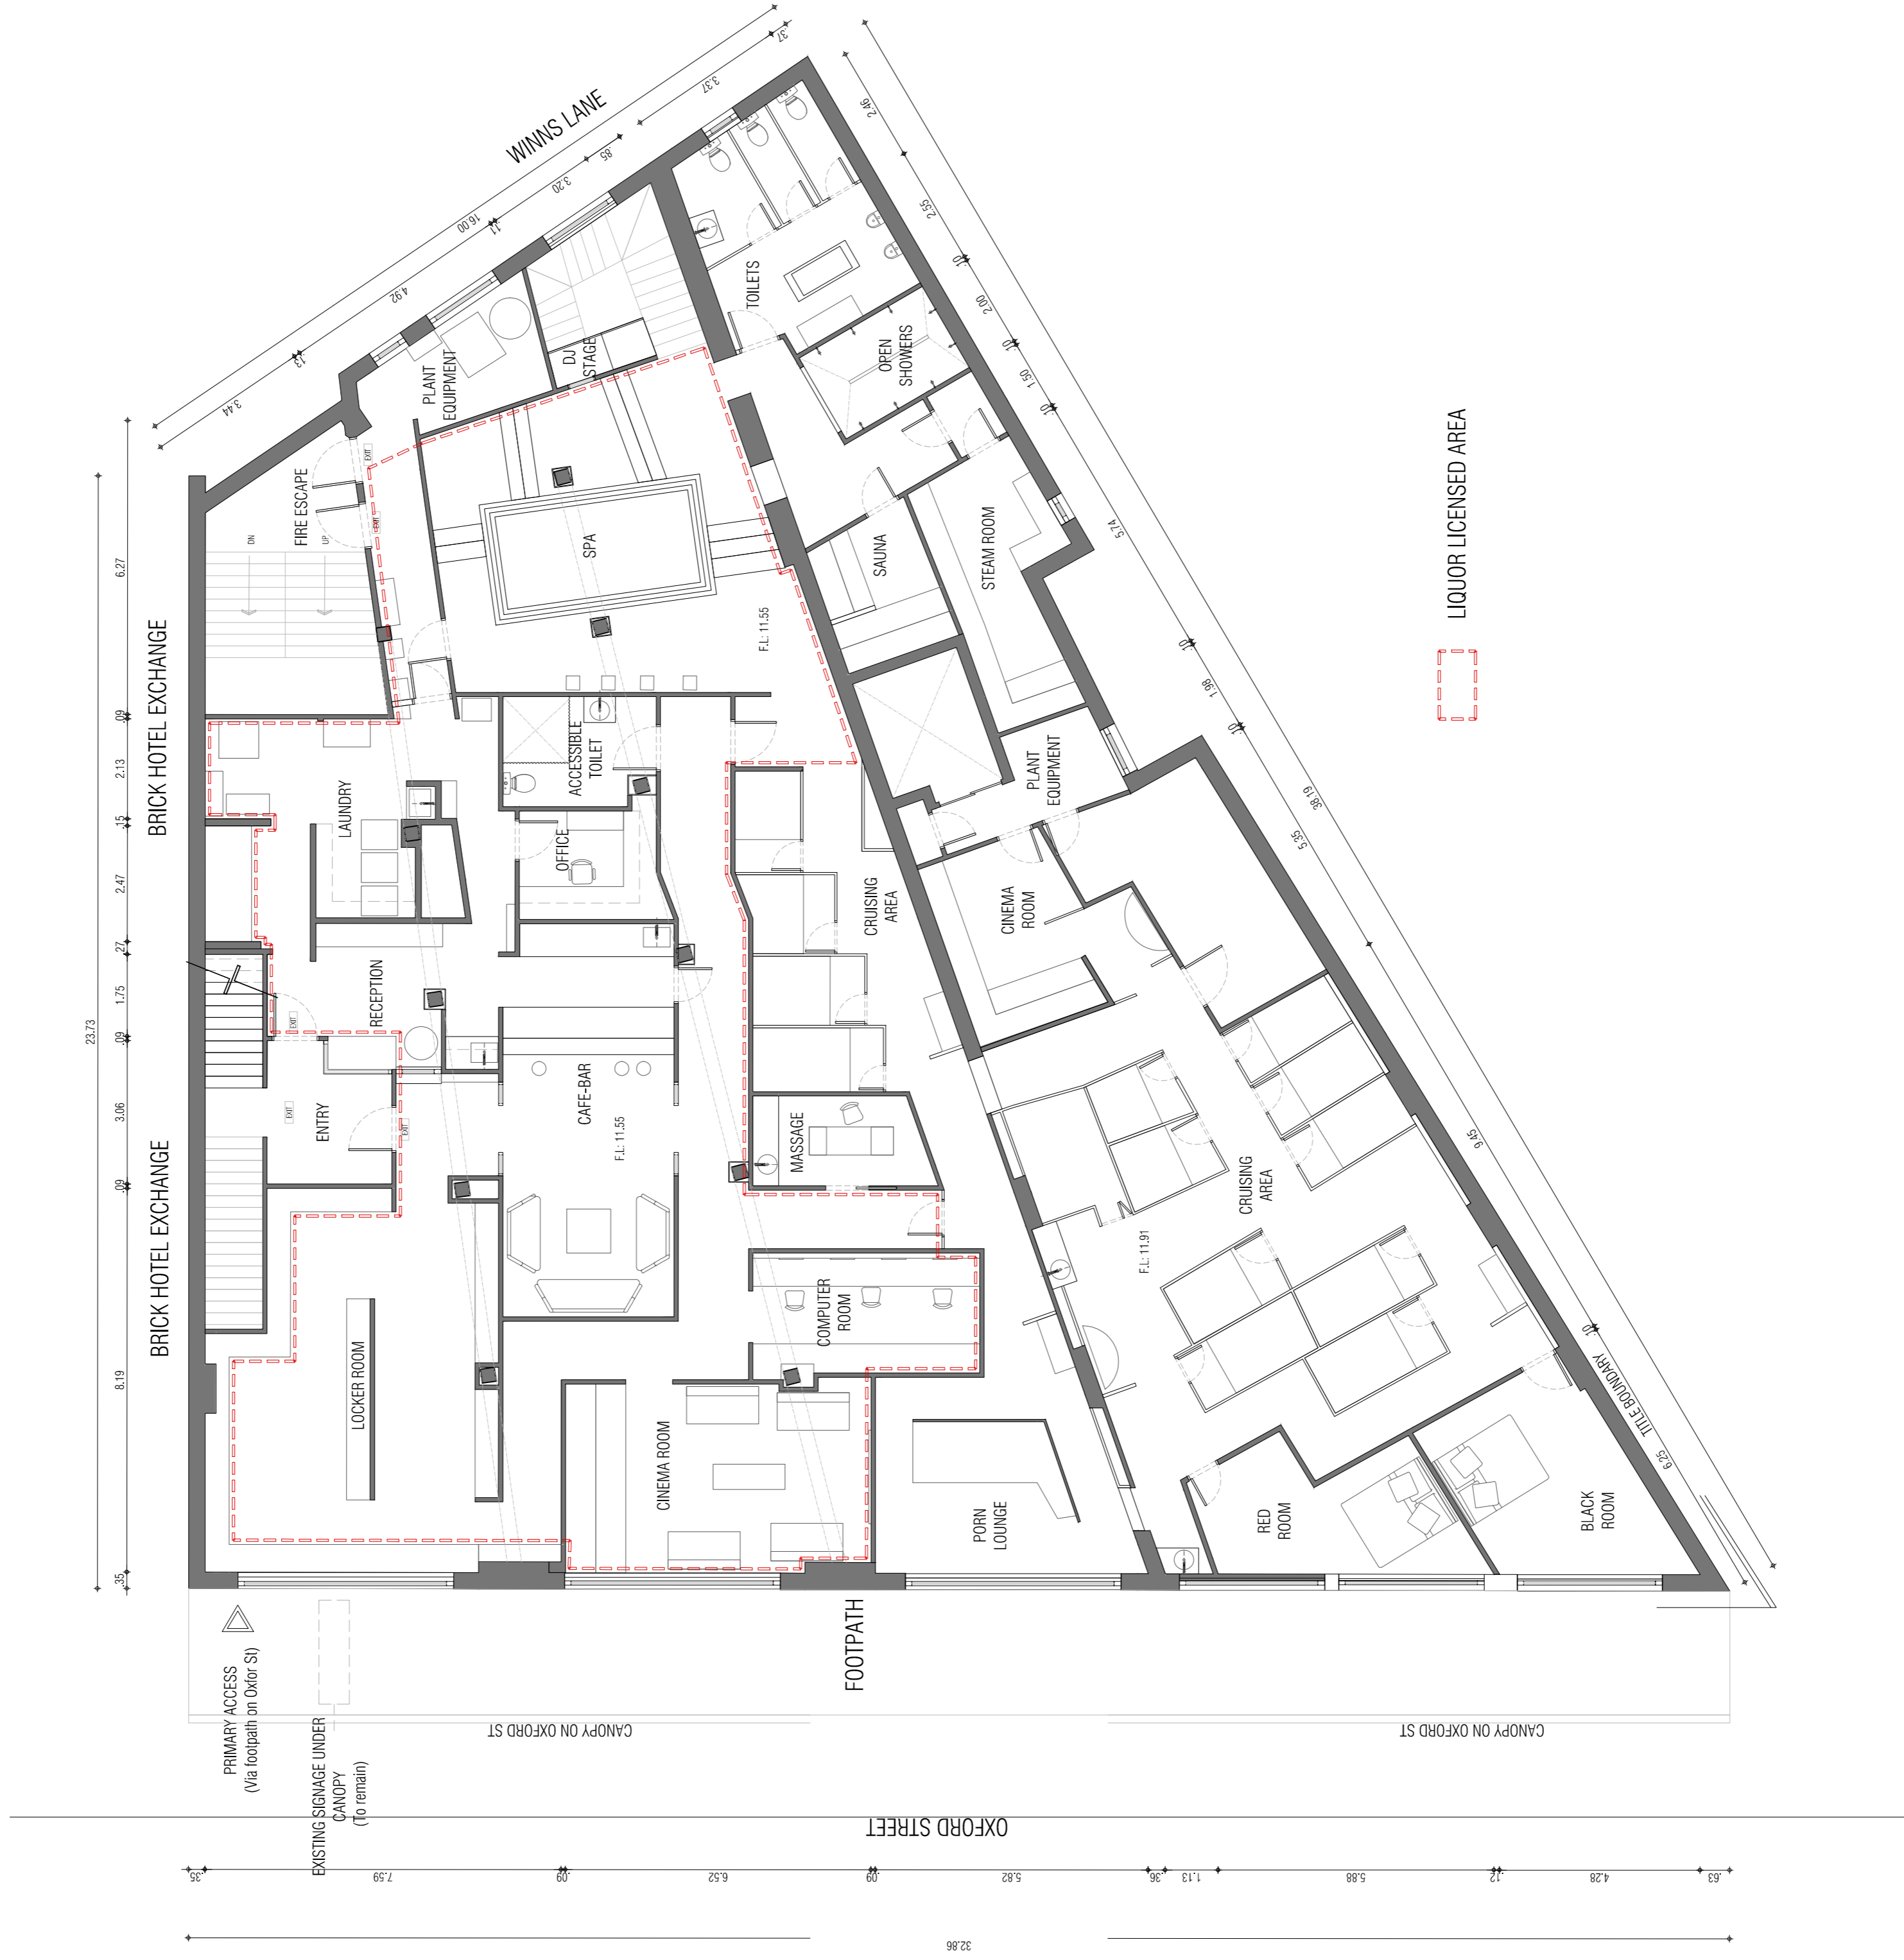 WINNS LANE
.37
3.37
.85
3.20
16.00
.11
4.92
.13
3.44
2.46
2.55
.10
2.00
.10
1.50
.10
5.74
.10
1.98
.10
38.19
5.35
9.45
.10
TITLE BOUNDARY
6.25
23.73
6.27
.09
2.13
.15
2.47
.27
1.75
.09
3.06
.09
8.19
.35
BRICK HOTEL EXCHANGE
BRICK HOTEL EXCHANGE
FIRE ESCAPE
DN
UP
EXIT
EXIT
PLANT
EQUIPMENT
DJ
STAGE
TOILETS
OPEN
SHOWERS
SPA
F.L: 11.55
SAUNA
STEAM ROOM
LIQUOR LICENSED AREA
LAUNDRY
ACCESSIBLE
TOILET
OFFICE
PLANT
EQUIPMENT
CRUISING
AREA
CINEMA
ROOM
RECEPTION
EXIT
ENTRY
EXIT
EXIT
CAFE-BAR
F.L: 11.55
MASSAGE
CRUISING
AREA
F.L: 11.91
COMPUTER
ROOM
LOCKER ROOM
CINEMA ROOM
PORN
LOUNGE
RED
ROOM
BLACK
ROOM
PRIMARY ACCESS
(Via footpath on Oxfor St)
EXISTING SIGNAGE UNDER
CANOPY
(To remain)
FOOTPATH
CANOPY ON OXFORD ST
CANOPY ON OXFORD ST
OXFORD STREET
.35
7.59
.09
6.52
.09
5.82
.36
1.13
5.88
.12
4.28
.63
32.86